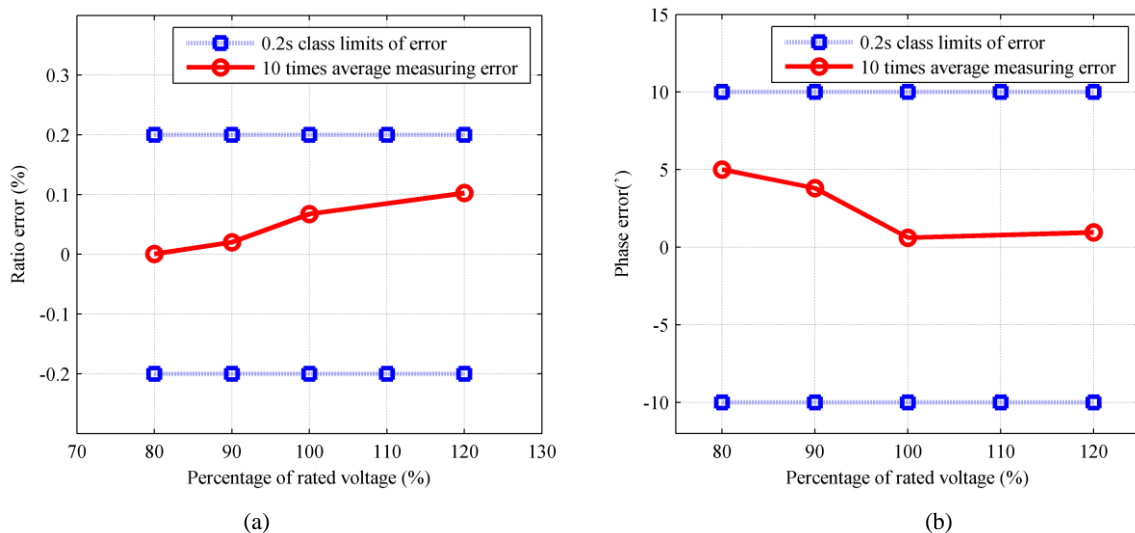 0.2s class limits of error
10 times average measuring error
Ratio error (%)
0.3
0.2
0.1
0
-0.1
-0.2
70
80
90
100
110
120
130
Percentage of rated voltage (%)
(a)
0.2s class limits of error
10 times average measuring error
Phase error(’)
15
10
5
0
-5
-10
80
90
100
110
120
Percentage of rated voltage (%)
(b)